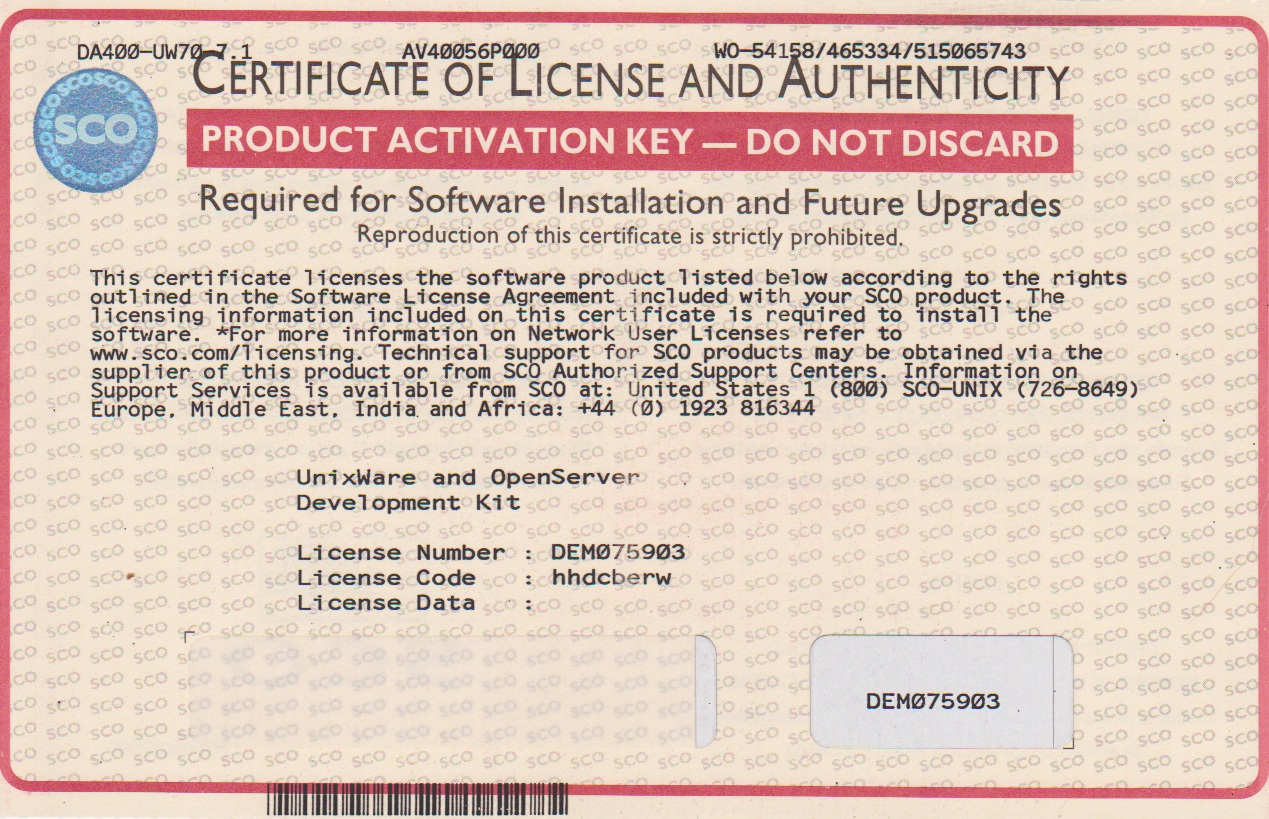 DA400-UW70-7.1 AV40056P000 WO-54158/465334/515065743
CERTIFICATE OF LICENSE AND AUTHENTICITY
SCO
PRODUCT ACTIVATION KEY — DO NOT DISCARD
Required for Software Installation and Future Upgrades
Reproduction of this certificate is strictly prohibited.
This certificate licenses the software product listed below according to the rights
outlined in the Software License Agreement included with your SCO product. The
licensing information included on this certificate is required to install the
software. *For more information on Network User Licenses refer to
www.sco.com/licensing. Technical support for SCO products may be obtained via the
supplier of this product or from SCO Authorized Support Centers. Information on
Support Services is available from SCO at: United States 1 (800) SCO-UNIX (726-8649)
Europe, Middle East, India and Africa: +44 (0) 1923 816344
UnixWare and OpenServer
Development Kit
License Number : DEM075903
License Code : hhdcberw
License Data :
DEM075903